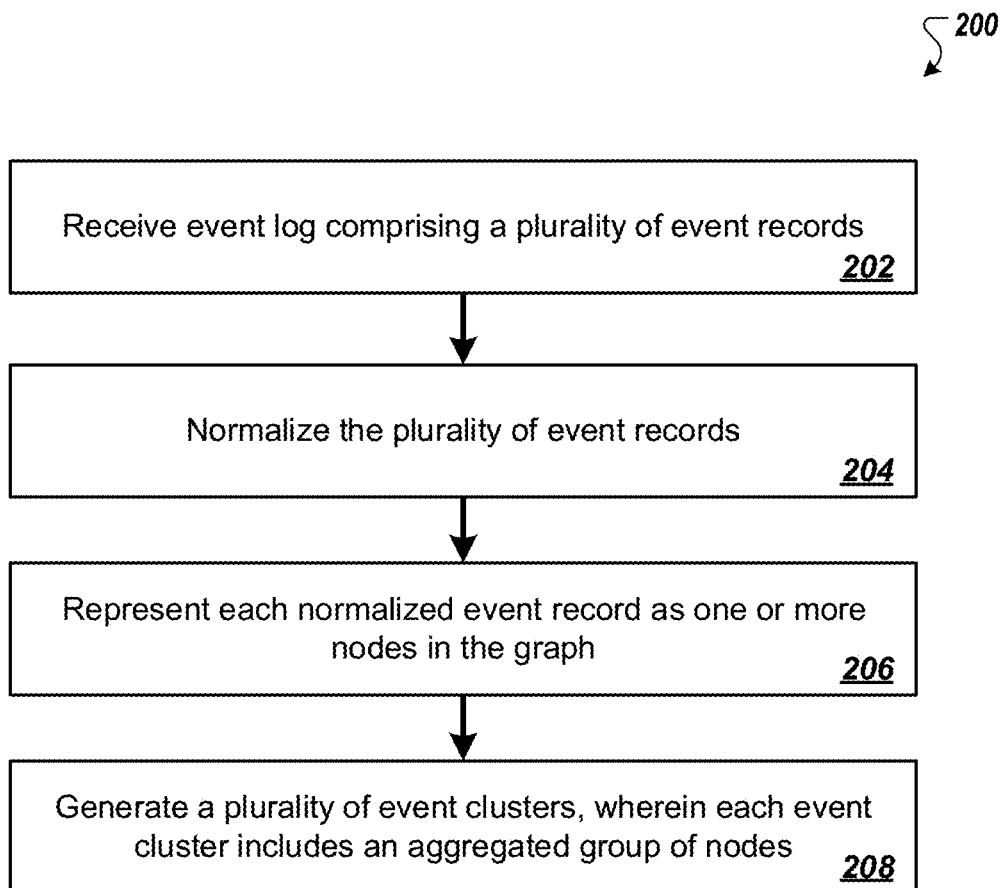 200
Receive event log comprising a plurality of event records
202
Normalize the plurality of event records
204
Represent each normalized event record as one or more
nodes in the graph
206
Generate a plurality of event clusters, wherein each event
cluster includes an aggregated group of nodes
208